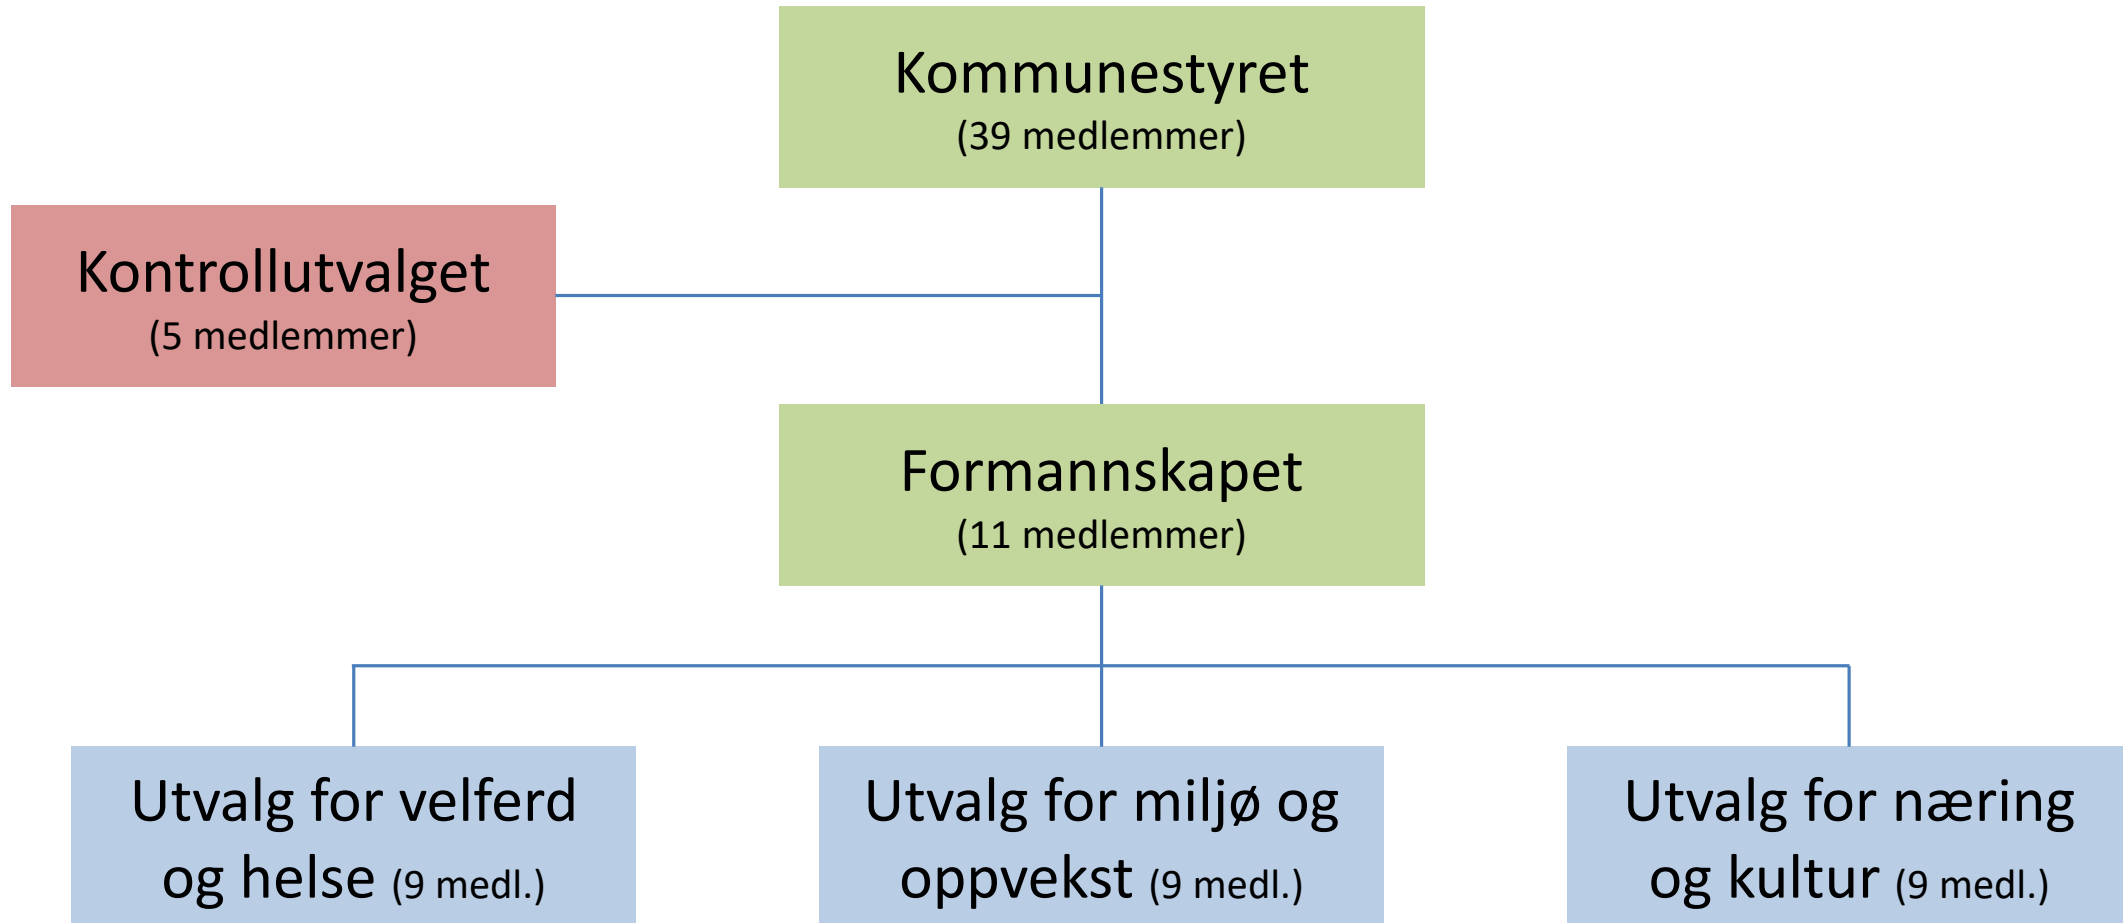 Kommunestyret
(39 medlemmer)
Kontrollutvalget
(5 medlemmer)
Formannskapet
(11 medlemmer)
Utvalg for velferd
og helse (9 medl.)
Utvalg for miljø og
oppvekst (9 medl.)
Utvalg for næring
og kultur (9 medl.)